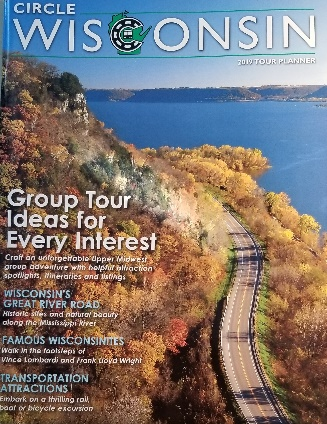 CIRCLE
WISCONSIN
2019 TOUR PLANNER
Group Tour
Ideas for
Every Interest
Craft an unforgettable Upper Midwest
group adventure with helpful attraction
spotlights, itineraries and listings
WISCONSIN'S
GREAT RIVER ROAD
Historic sites and natural beauty
along the Mississippi River
FAMOUS WISCONSINITES
Walk in the footsteps of
Vince Lombardi and Frank Lloyd Wright
TRANSPORTATION
ATTRACTIONS
Embark on a thrilling rail,
boat or bicycle excursion